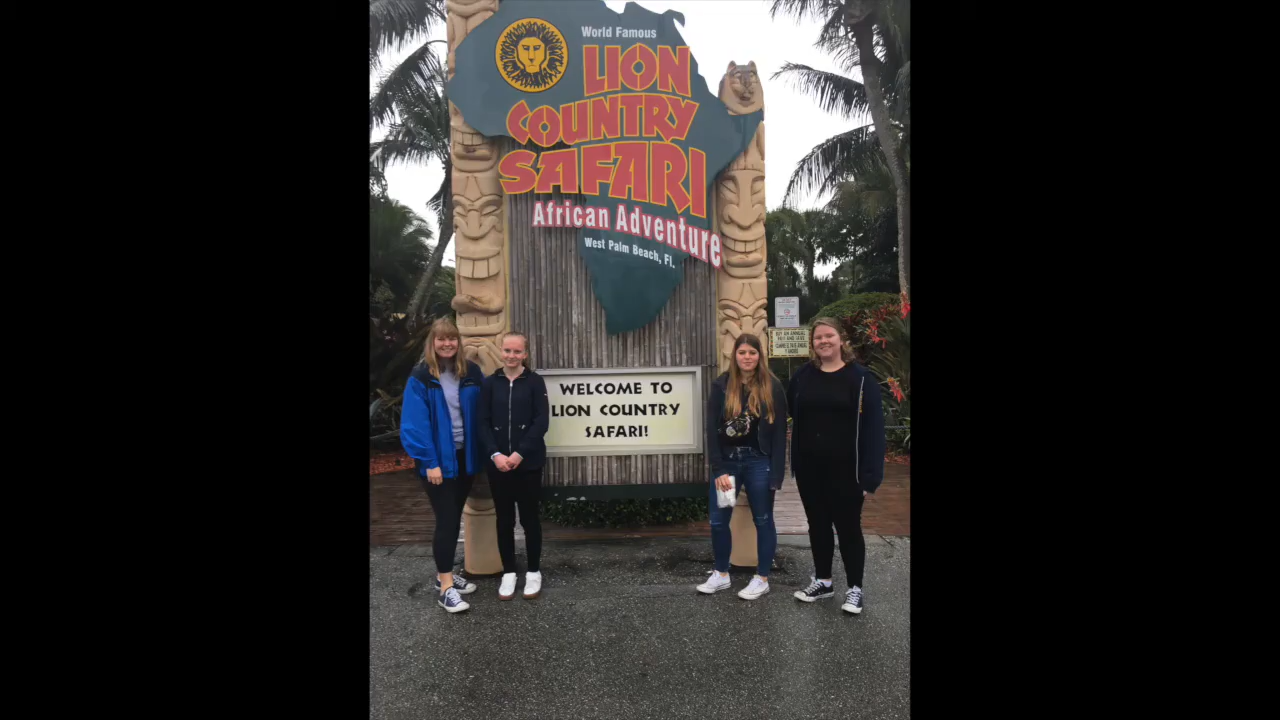 World Famous
LION
COUNTRY
SAFARI
African Adventure
West Palm Beach, Fl.
WELCOME TO
LION COUNTRY
SAFARI!